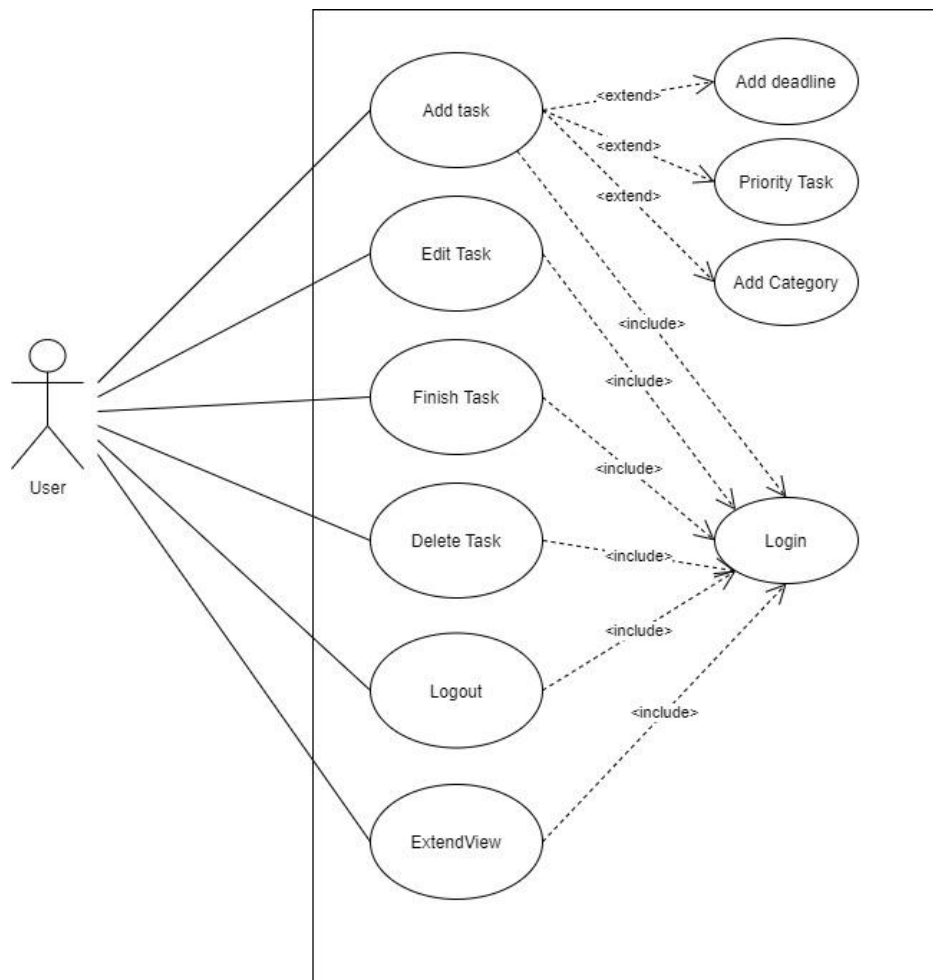 Add task
<extend>
Add deadline
<extend>
Priority Task
<extend>
Add Category
Edit Task
<include>
<include>
Finish Task
<include>
User
Delete Task
<include>
Login
<include>
Logout
<include>
ExtendView